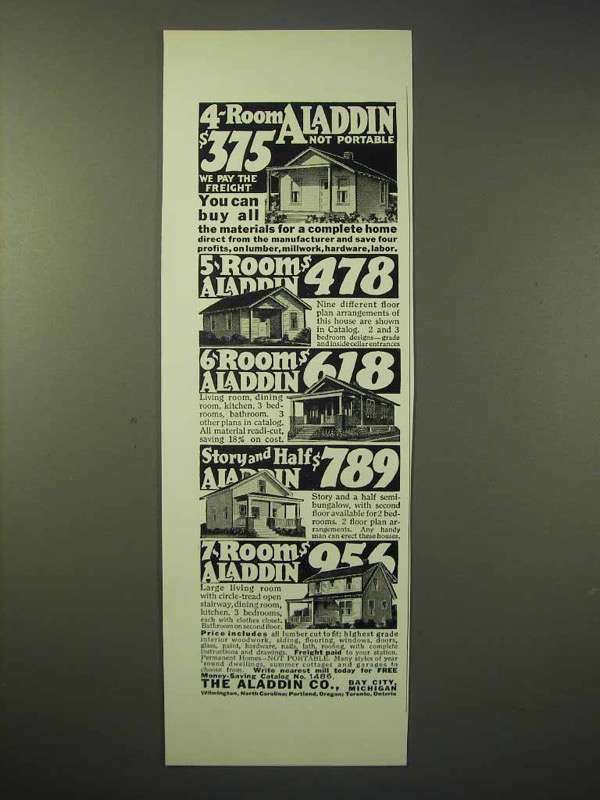 4-Room ALADDIN
$375 NOT PORTABLE
WE PAY THE
FREIGHT
You can
buy all
the materials for a complete home
direct from the manufacturer and save four
profits, on lumber, millwork, hardware, labor.
5-Room $478
ALADDIN
Nine different floor
plan arrangements of
this house are shown
in Catalog. 2 and 3
bedroom designs—grade
and inside cellar entrances
6-Room $618
ALADDIN
Living room, dining
room, kitchen, 3 bed-
rooms, bathroom. 3
other plans in catalog.
All material readi-cut,
saving 18% on cost.
Story and Half $789
ALADDIN
Story and a half semi-
bungalow, with second
floor available for 2 bed-
rooms. 2 floor plan ar-
rangements. Any handy
man can erect these houses.
7-Room $956
ALADDIN
Large living room
with circle-tread open
stairway, dining room,
kitchen. 3 bedrooms,
each with clothes closet.
Bathroom on second floor.
Price includes all lumber cut to fit; highest grade
interior woodwork, siding, flooring, windows, doors,
glass, paint, hardware, nails, lath, roofing, with complete
instructions and drawings. Freight paid to your station.
Permanent Homes—NOT PORTABLE. Many styles of year
'round dwellings, summer cottages and garages to
choose from. Write nearest mill today for FREE
Money-Saving Catalog No. 1486.
THE ALADDIN CO., BAY CITY,
MICHIGAN
Wilmington, North Carolina; Portland, Oregon; Toronto, Ontario